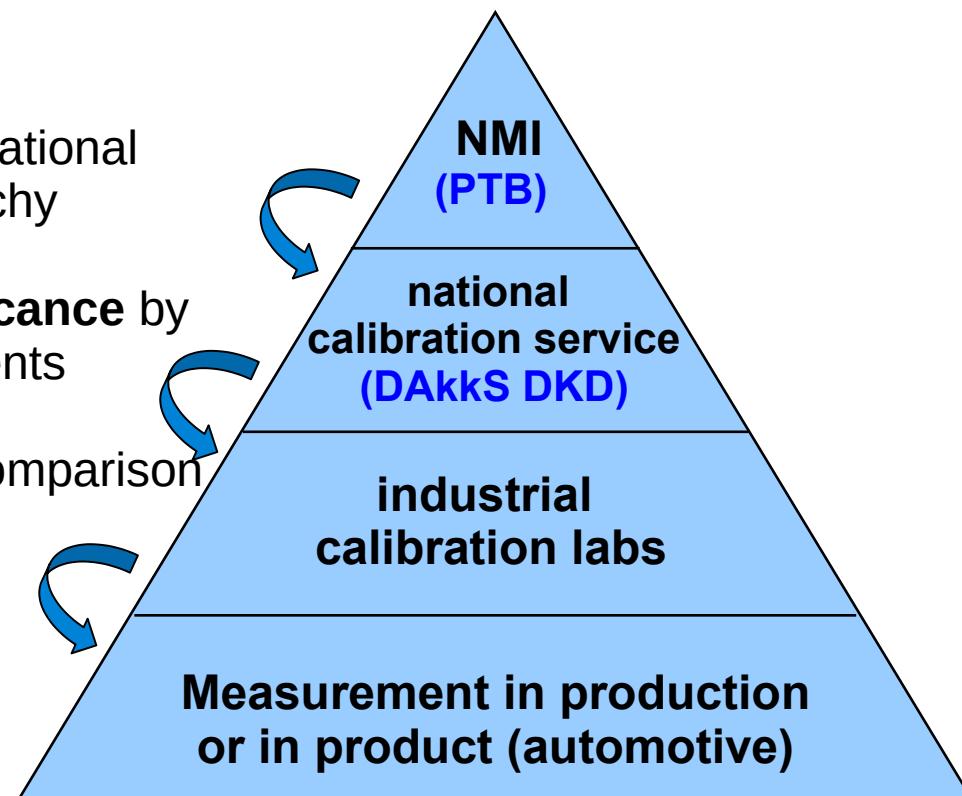 ational
chy
cance by
ents
omparison
NMI
(PTB)
national
calibration service
(DAkkS DKD)
industrial
calibration labs
Measurement in production
or in product (automotive)